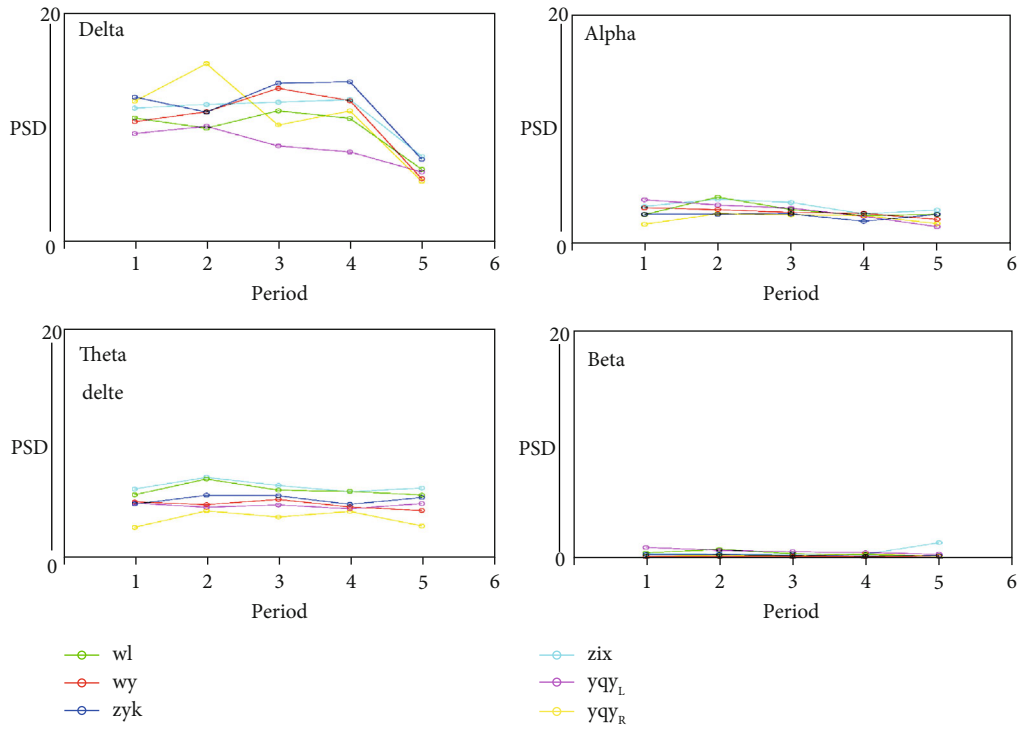 20
Delta
PSD
0
1 2 3 4 5 6
Period
20
Alpha
PSD
0
1 2 3 4 5 6
Period
20
Theta
delte
PSD
0
1 2 3 4 5 6
Period
20
Beta
PSD
0
1 2 3 4 5 6
Period
wl
wy
zyk
zix
yqy_L
yqy_R